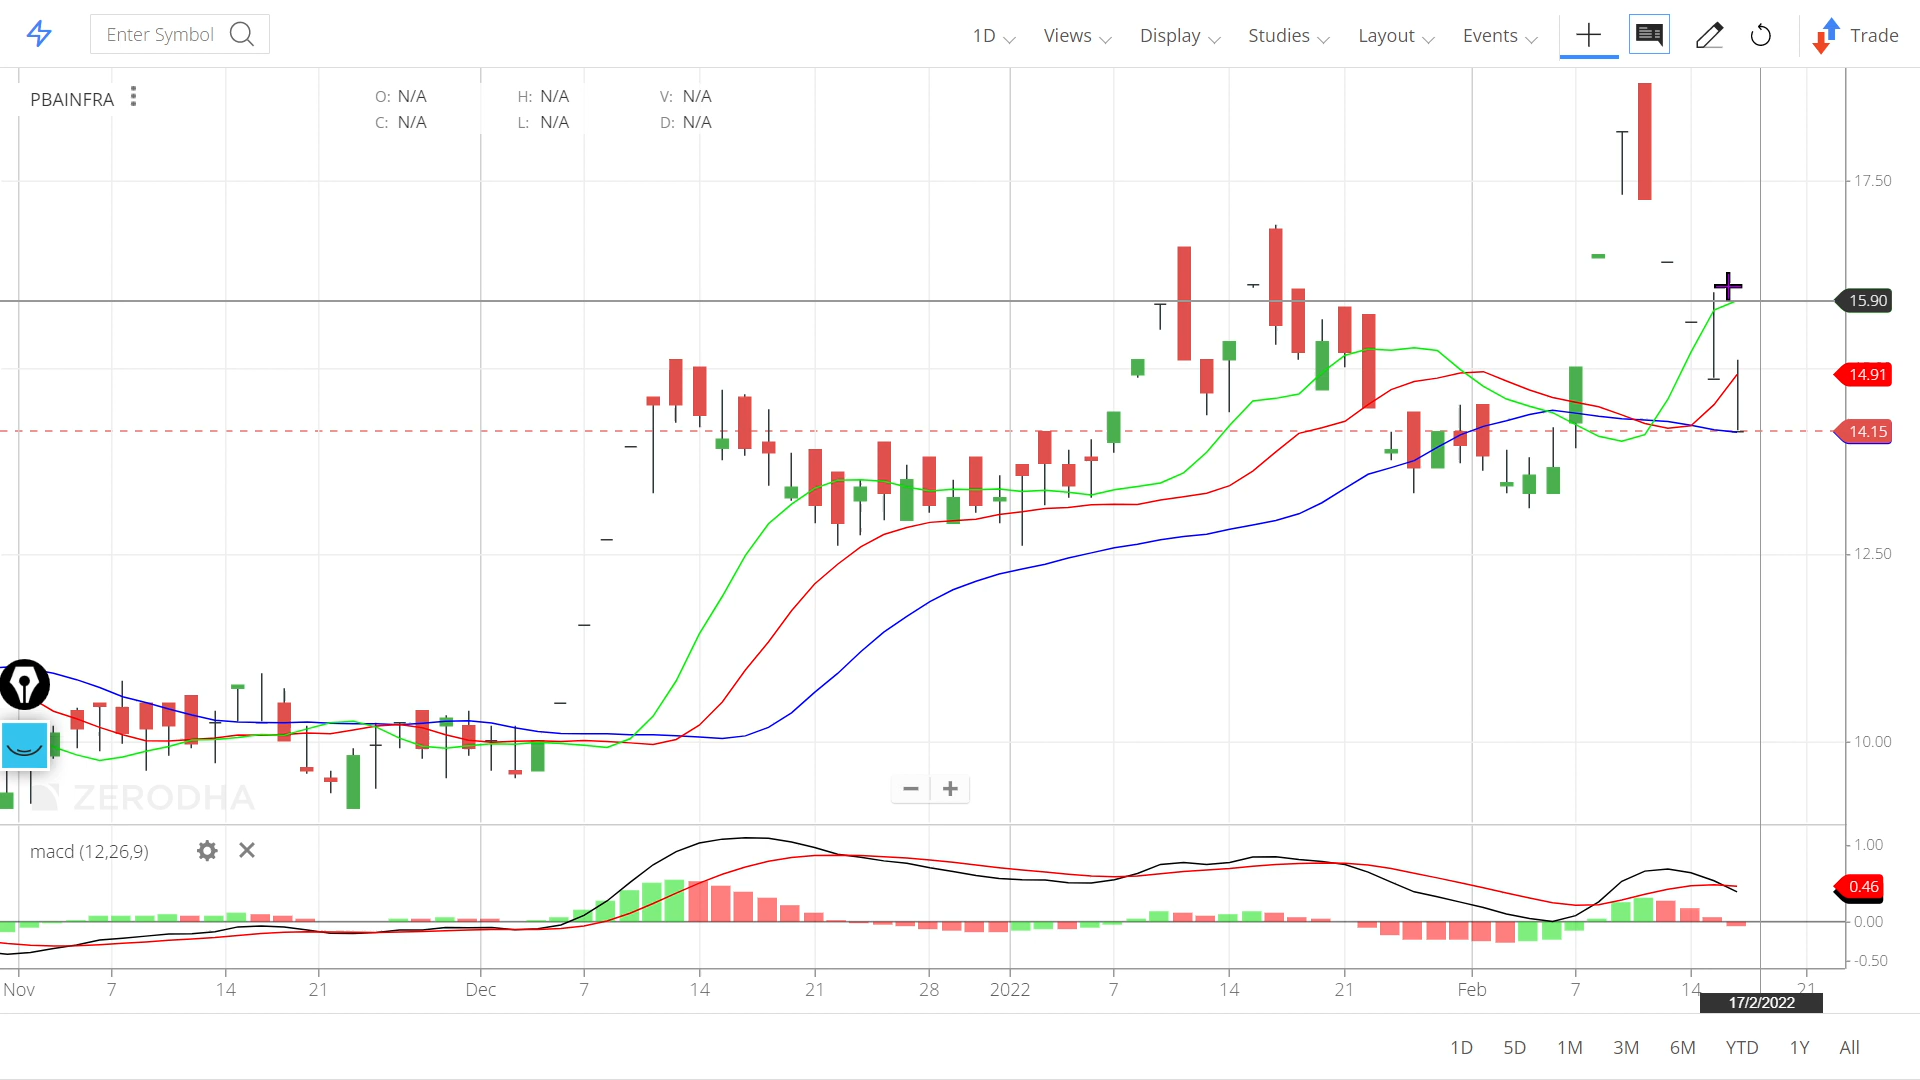 Enter Symbol
1D Views Display Studies Layout Events Trade
PBAINFRA
O: N/A H: N/A V: N/A
C: N/A L: N/A D: N/A
17.50
15.90
14.91
14.15
12.50
10.00
ZERODHA
macd (12,26,9)
1.00
0.46
0.00
-0.50
Nov 7 14 21 Dec 7 14 21 28 2022 7 14 21 Feb 7 14 21
17/2/2022
1D 5D 1M 3M 6M YTD 1Y All